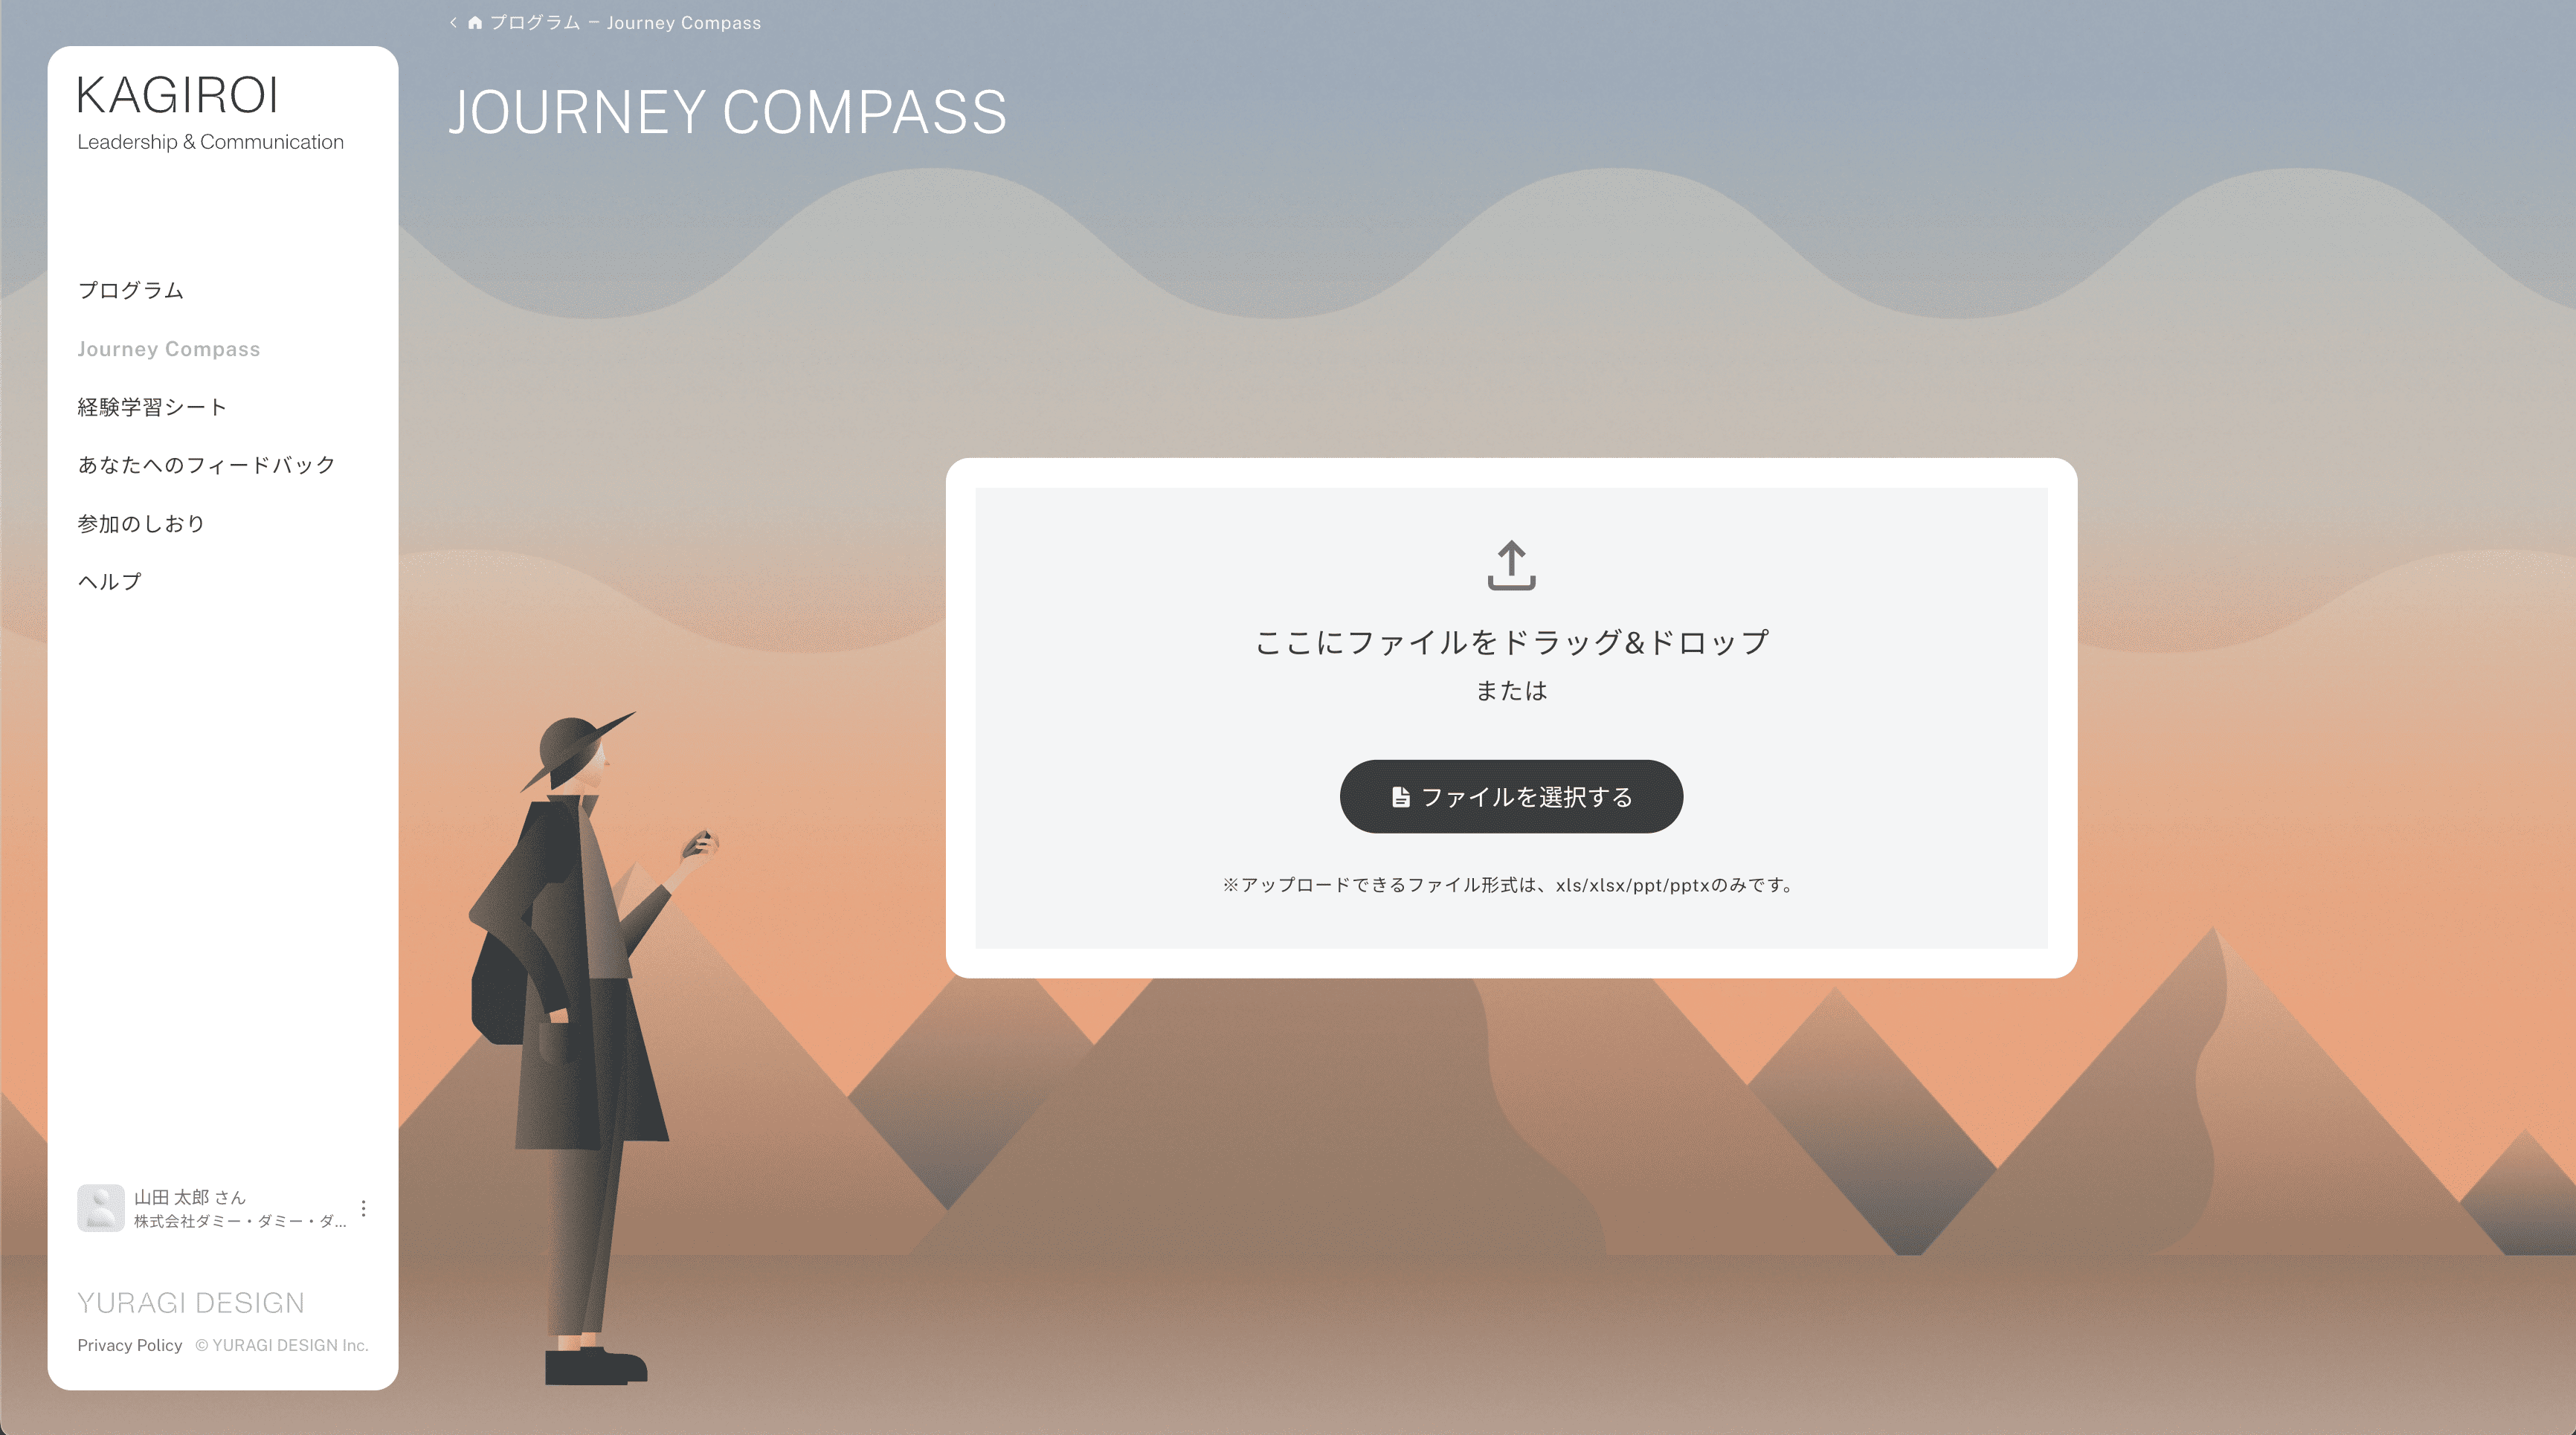 プログラム － Journey Compass
JOURNEY COMPASS
KAGIROI
Leadership & Communication
プログラム
Journey Compass
経験学習シート
あなたへのフィードバック
参加のしおり
ヘルプ
山田 太郎 さん
株式会社ダミー・ダミー・ダ...
YURAGI DESIGN
Privacy Policy © YURAGI DESIGN Inc.
ここにファイルをドラッグ&ドロップ
または
ファイルを選択する
※アップロードできるファイル形式は、xls/xlsx/ppt/pptxのみです。